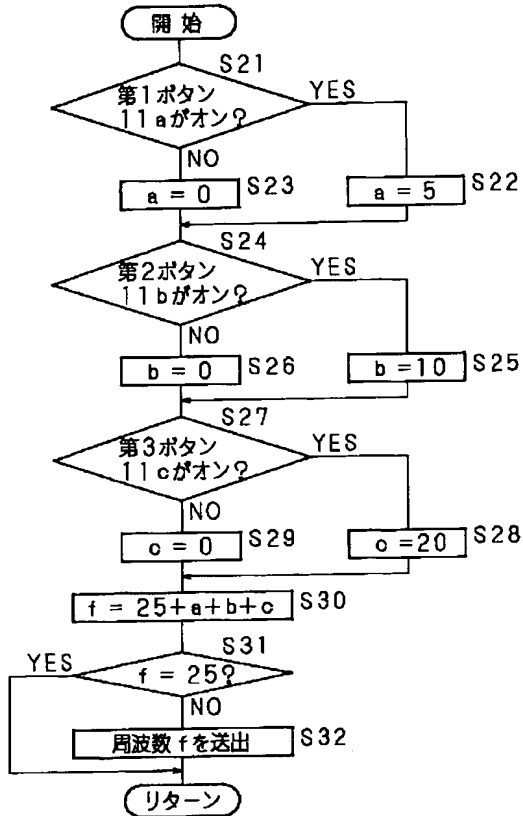 開始
S21
第1ボタン
11aがオン?
YES
NO
a = 0
S23
a = 5
S22
S24
第2ボタン
11bがオン?
YES
NO
b = 0
S26
b = 10
S25
S27
第3ボタン
11cがオン?
YES
NO
c = 0
S29
c = 20
S28
f = 25+a+b+c
S30
S31
f = 25?
YES
NO
周波数fを送出
S32
リターン